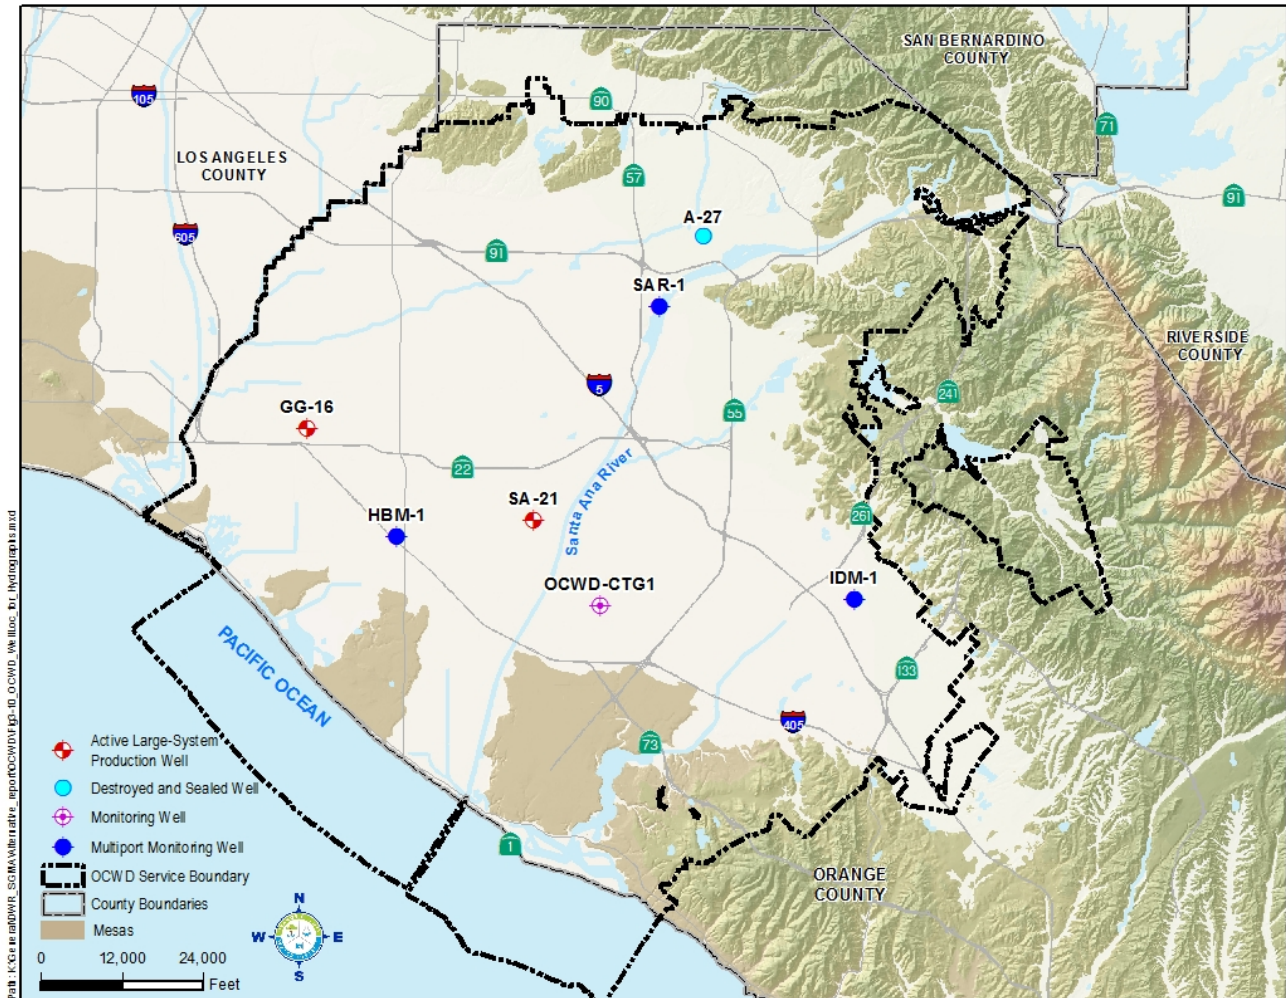 SAN BERNARDINO
COUNTY
105
90
71
LOS ANGELES
COUNTY
57
91
A-27
605
91
SAR-1
RIVERSIDE
COUNTY
5
241
GG-16
55
22
SA-21
Santa Ana River
HBM-1
261
OCWD-CTG1
IDM-1
PACIFIC OCEAN
133
405
73
Active Large-System
Production Well
Destroyed and Sealed Well
Monitoring Well
Multiport Monitoring Well
1
OCWD Service Boundary
ORANGE
COUNTY
County Boundaries
Mesas
N
W
E
S
0 12,000 24,000
Feet